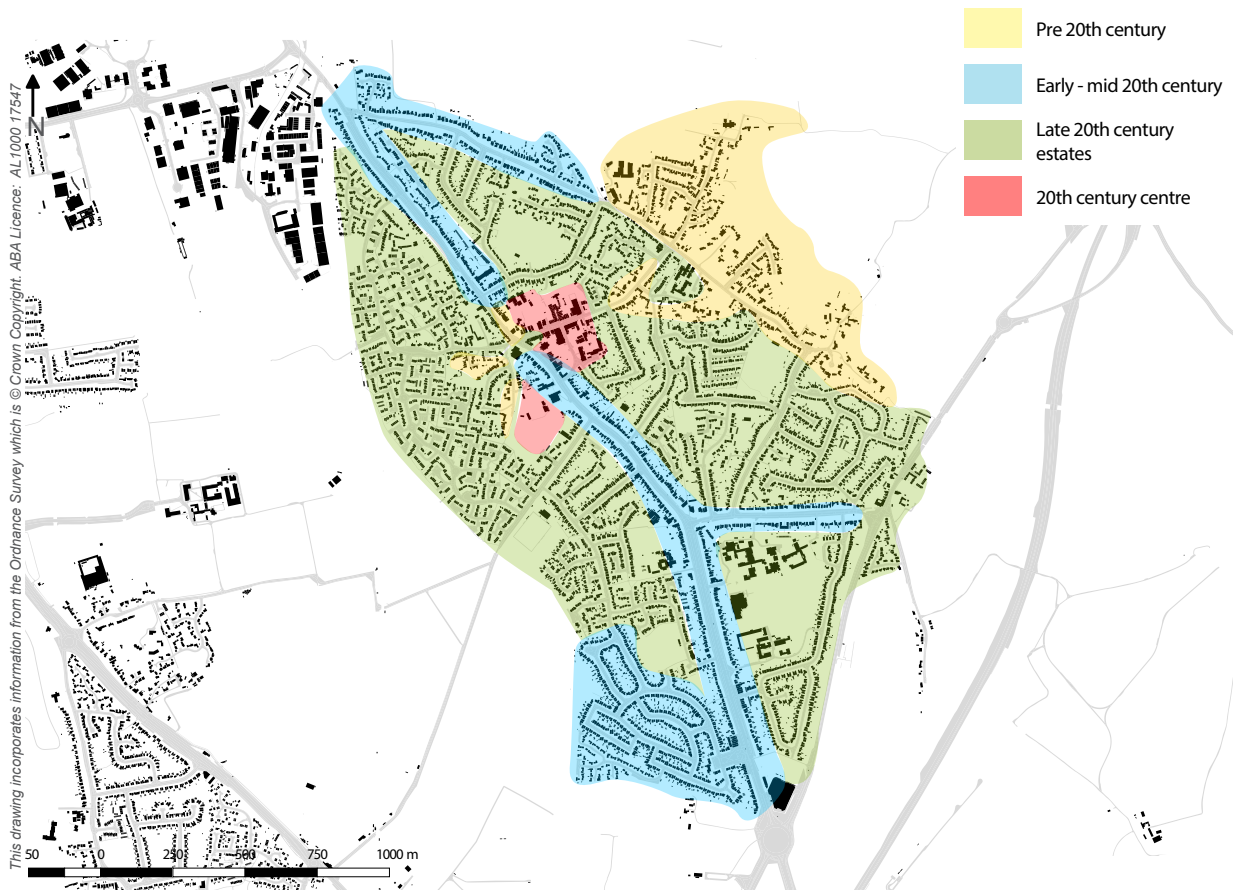 Pre 20th century
Early - mid 20th century
Late 20th century
estates
20th century centre
N
This drawing incorporates information from the Ordnance Survey which is © Crown Copyright. ABA Licence: AL1000 17547
50 0 250 500 750 1000 m